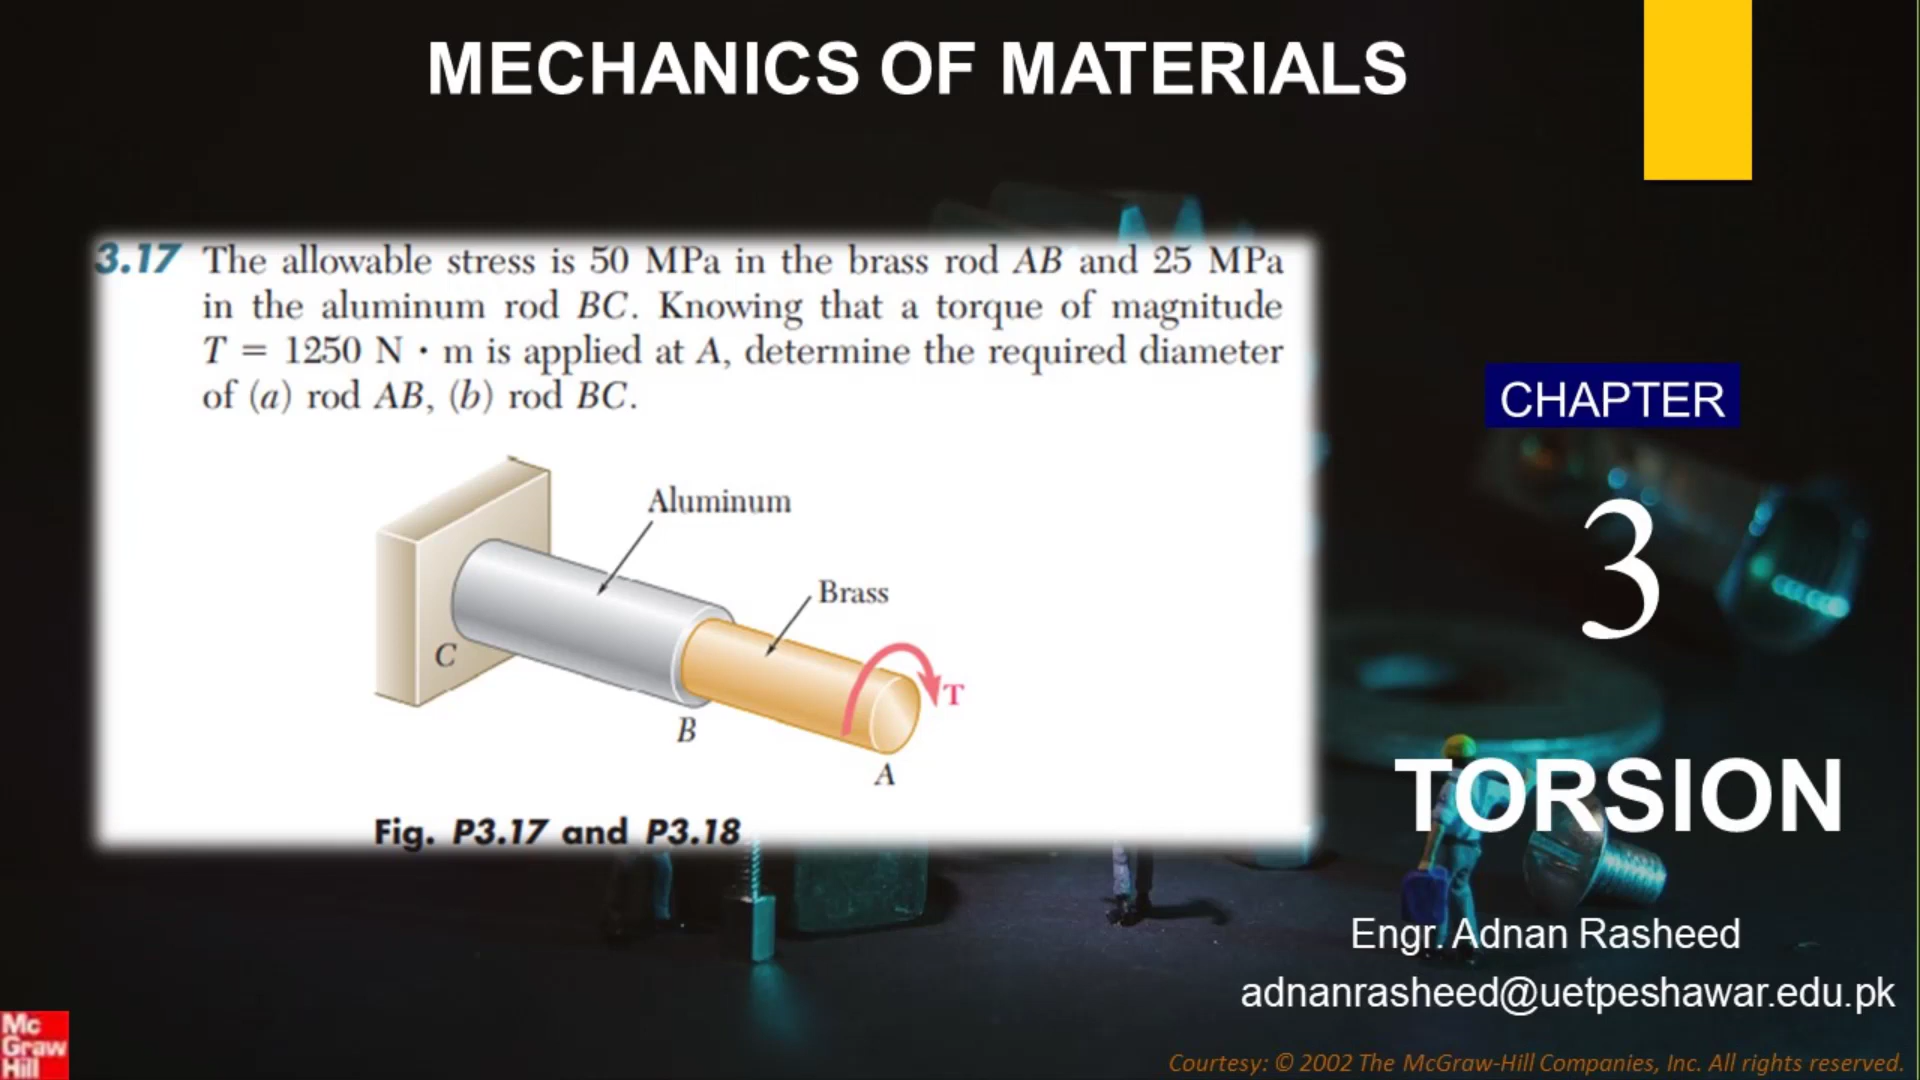 MECHANICS OF MATERIALS
3.17 The allowable stress is 50 MPa in the brass rod AB and 25 MPa
in the aluminum rod BC. Knowing that a torque of magnitude
T = 1250 N · m is applied at A, determine the required diameter
of (a) rod AB, (b) rod BC.
Aluminum
Brass
C
T
B
A
Fig. P3.17 and P3.18
CHAPTER
3
TORSION
Engr. Adnan Rasheed
adnanrasheed@uetpeshawar.edu.pk
Mc
Graw
Hill
Courtesy: © 2002 The McGraw-Hill Companies, Inc. All rights reserved.